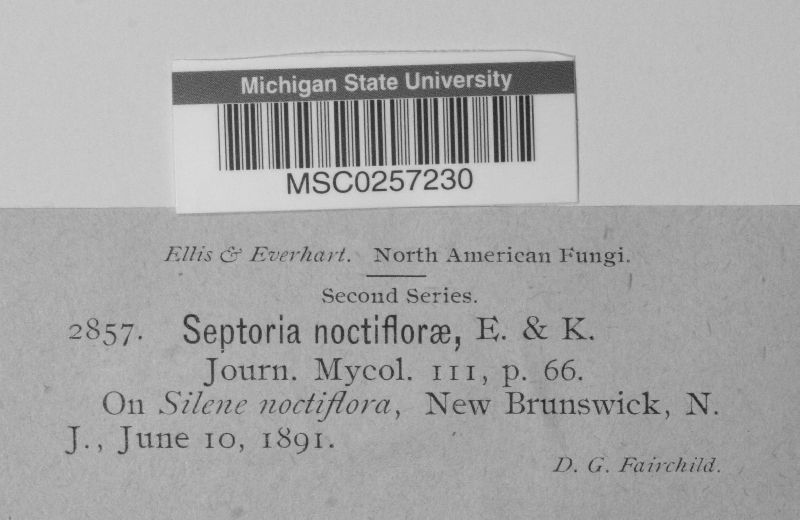 Michigan State University
MSC0257230
Ellis & Everhart. North American Fungi.
Second Series.
2857. Septoria noctifloræ, E. & K.
Journ. Mycol. III, p. 66.
On Silene noctiflora, New Brunswick, N.
J., June 10, 1891.
D. G. Fairchild.